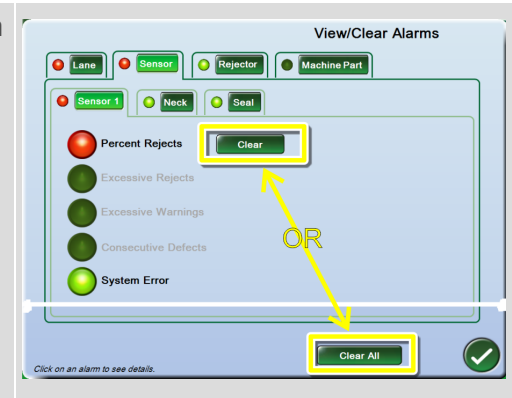 View/Clear Alarms
Lane Sensor Rejector Machine Part
Sensor 1 Neck Seal
Percent Rejects Clear
Excessive Rejects
Excessive Warnings
Consecutive Defects
OR
System Error
Clear All
Click on an alarm to see details.